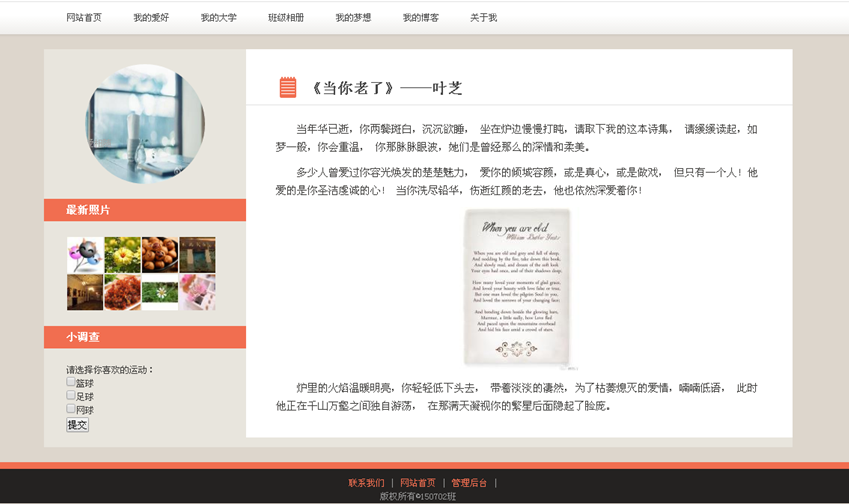 网站首页 我的爱好 我的大学 班级相册 我的梦想 我的博客 关于我
最新照片
小调查
请选择你喜欢的运动：
篮球
足球
网球
提交
《当你老了》——叶芝
当年华已逝，你两鬓斑白，沉沉欲睡， 坐在炉边慢慢打盹，请取下我的这本诗集， 请缓缓读起，如
梦一般，你会重温， 你那脉脉眼波，她们是曾经那么的深情和柔美。
多少人曾爱过你容光焕发的楚楚魅力， 爱你的倾城容颜，或是真心，或是做戏， 但只有一个人！他
爱的是你圣洁虔诚的心！ 当你洗尽铅华，伤逝红颜的老去，他也依然深爱着你！
When you are old
William Butler Yeats
When you are old and grey and full of sleep,
And nodding by the fire, take down this book,
And slowly read, and dream of the soft look
Your eyes had once, and of their shadows deep;
How many loved your moments of glad grace,
And loved your beauty with love false or true,
But one man loved the pilgrim Soul in you,
And loved the sorrows of your changing face;
And bending down beside the glowing bars,
Murmur, a little sadly, how Love fled
And paced upon the mountains overhead
And hid his face amid a crowd of stars.
炉里的火焰温暖明亮，你轻轻低下头去， 带着淡淡的凄然，为了枯萎熄灭的爱情，喃喃低语， 此时
他正在千山万壑之间独自游荡， 在那满天凝视你的繁星后面隐起了脸庞。
联系我们 | 网站首页 | 管理后台 |
版权所有©150702班